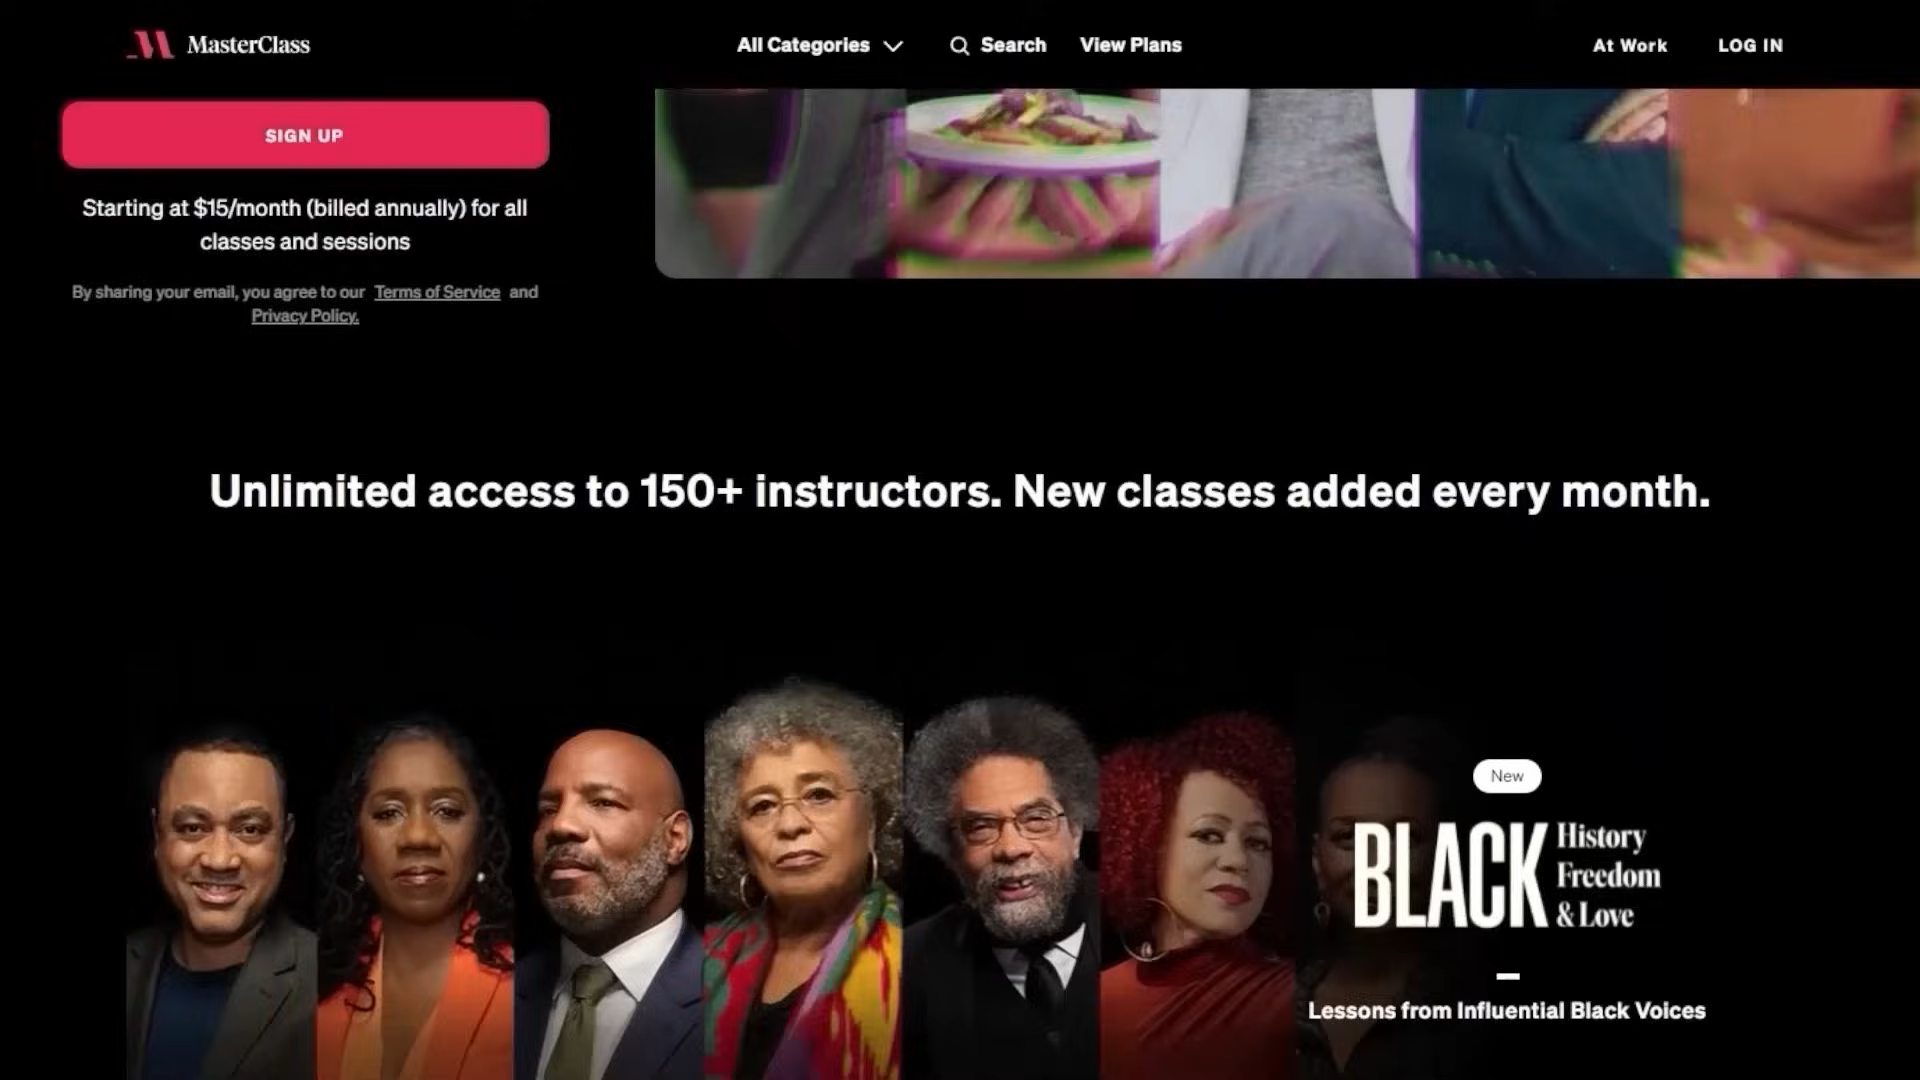 MasterClass
All Categories
Search
View Plans
At Work
LOG IN
SIGN UP
Starting at $15/month (billed annually) for all
classes and sessions
By sharing your email, you agree to our Terms of Service and
Privacy Policy.
Unlimited access to 150+ instructors. New classes added every month.
New
BLACK
History
Freedom
& Love
Lessons from Influential Black Voices